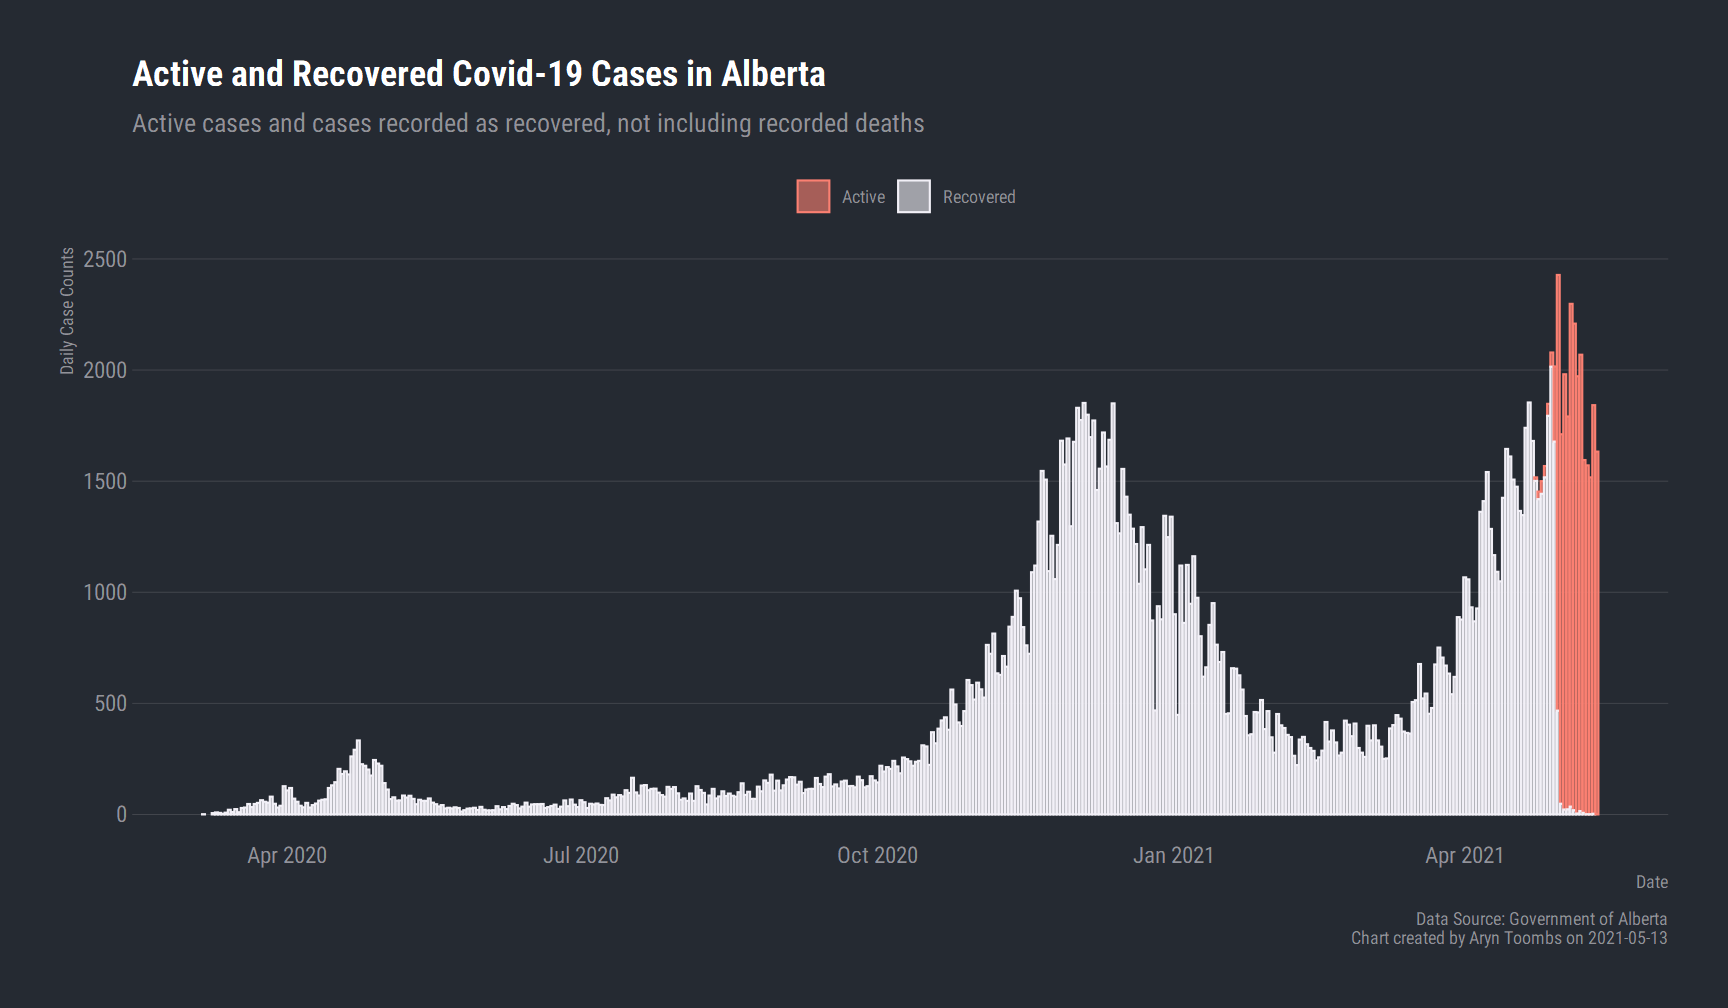 Active and Recovered Covid-19 Cases in Alberta
Active cases and cases recorded as recovered, not including recorded deaths
Active
Recovered
Daily Case Counts
2500
2000
1500
1000
500
0
Apr 2020
Jul 2020
Oct 2020
Jan 2021
Apr 2021
Date
Data Source: Government of Alberta
Chart created by Aryn Toombs on 2021-05-13